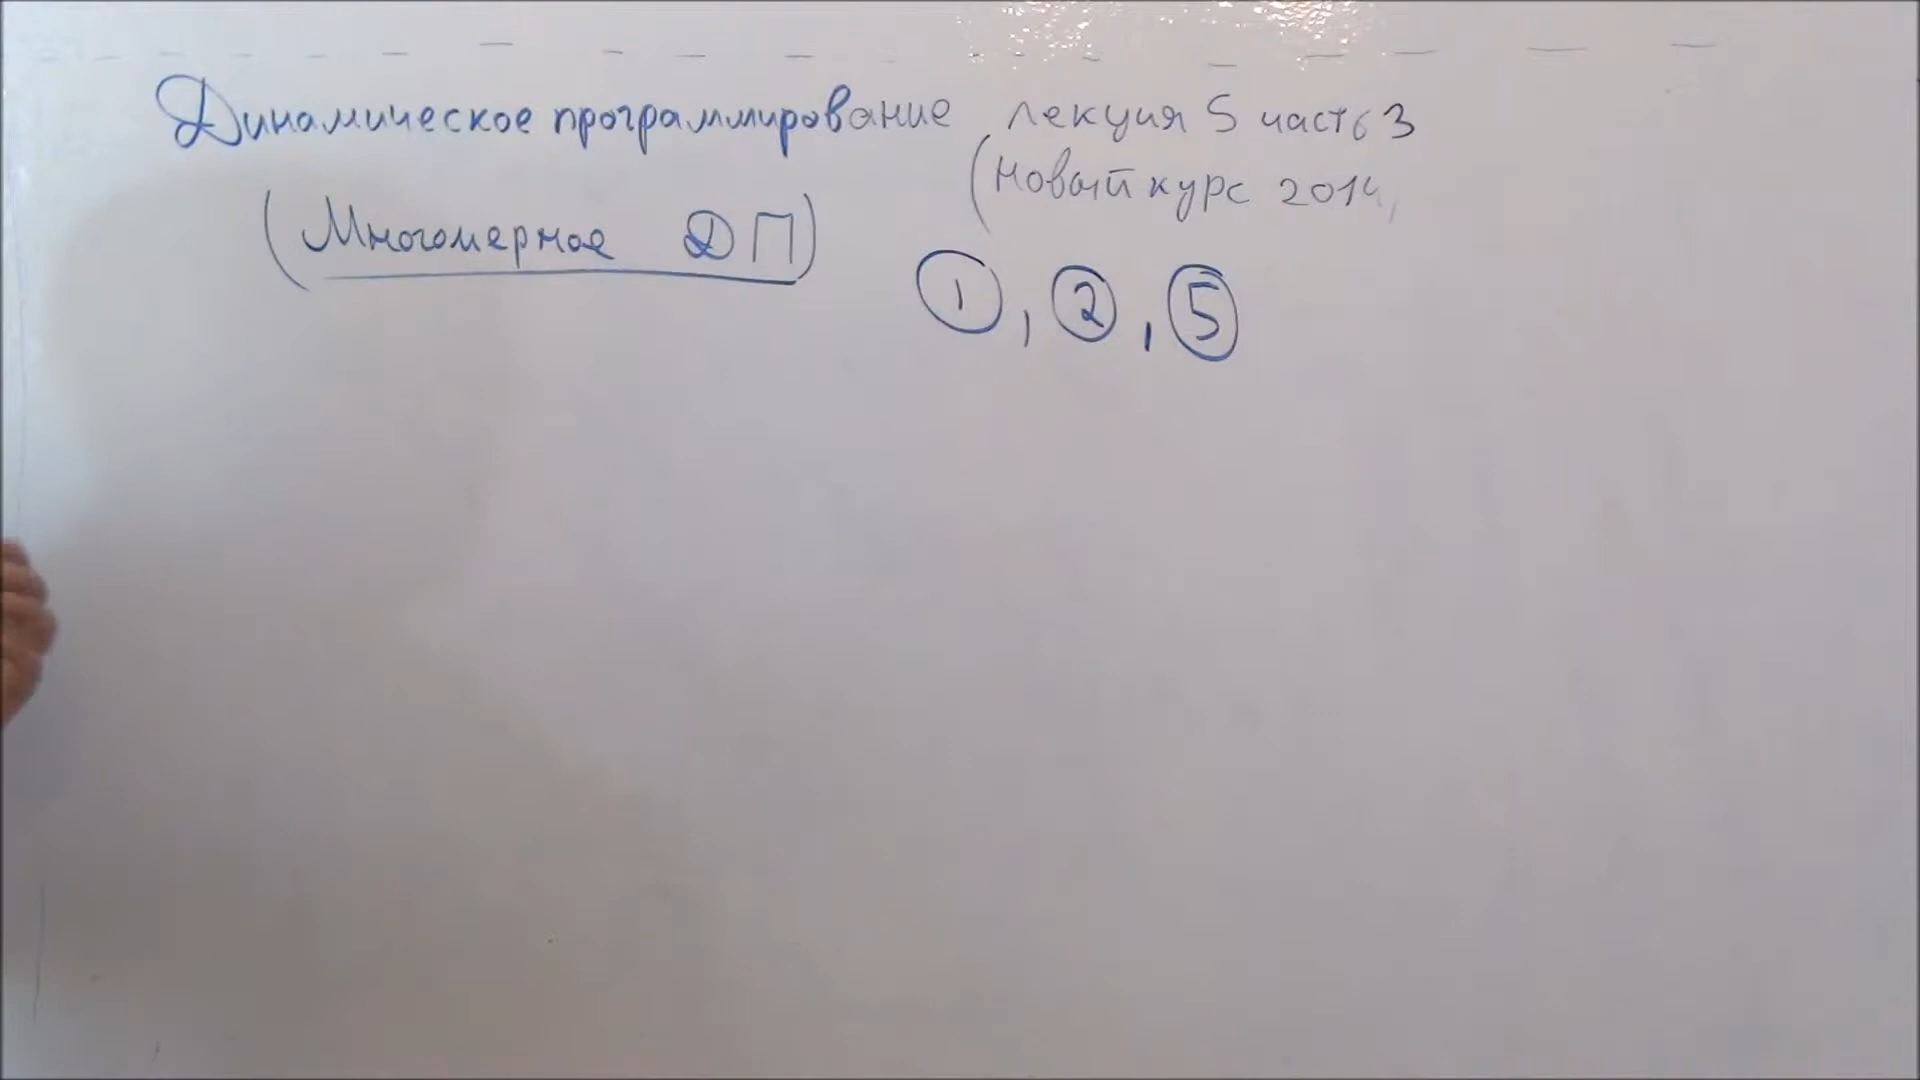 Динамическое программирование лекция 5 часть 3
(новый курс 2014,
(Многомерное ДП)
1, 2, 5